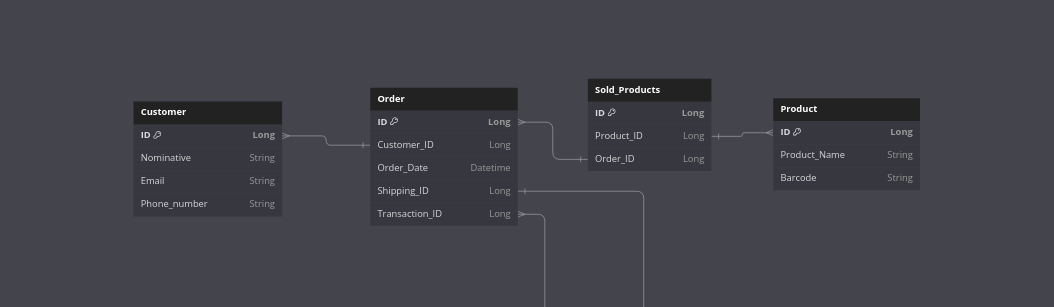 Customer
ID Long
Nominative String
Email String
Phone_number String
Order
ID Long
Customer_ID Long
Order_Date Datetime
Shipping_ID Long
Transaction_ID Long
Sold_Products
ID Long
Product_ID Long
Order_ID Long
Product
ID Long
Product_Name String
Barcode String